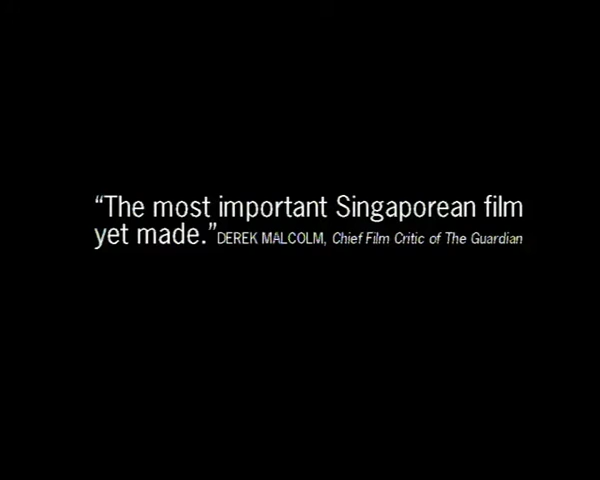 “The most important Singaporean film
yet made.” DEREK MALCOLM, Chief Film Critic of The Guardian